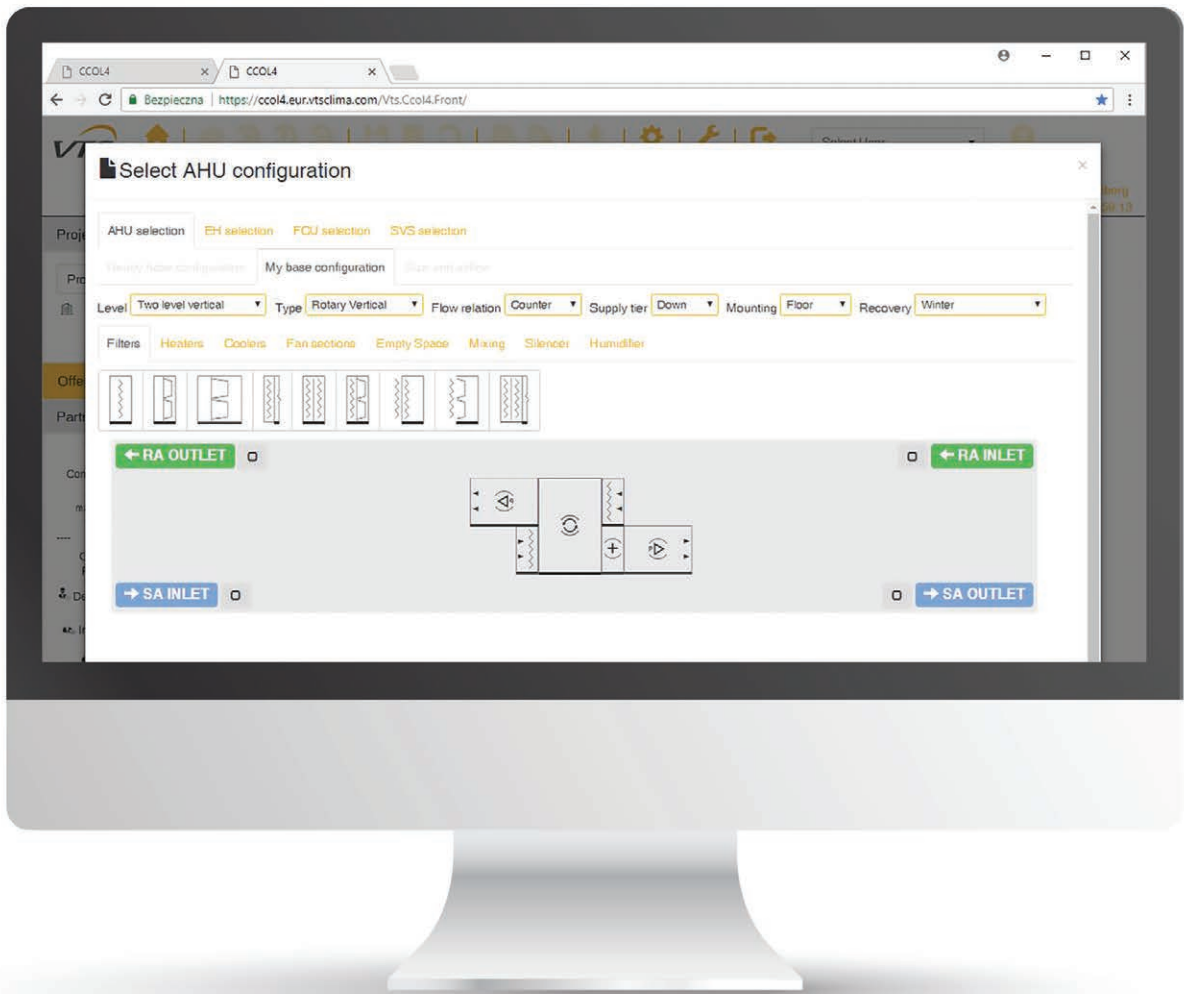 CCOL4 CCOL4
Bezpieczna https://ccol4.eur.vtsclima.com/Vts.Ccol4.Front/
VTS
Select AHU configuration
AHU selection EH selection FCU selection SVS selection
My base configuration
Level Two level vertical Type Rotary Vertical Flow relation Counter Supply tier Down Mounting Floor Recovery Winter
Filters Heaters Coolers Fan sections Empty Space Mixing Silencer Humidifier
← RA OUTLET ← RA INLET
→ SA INLET → SA OUTLET